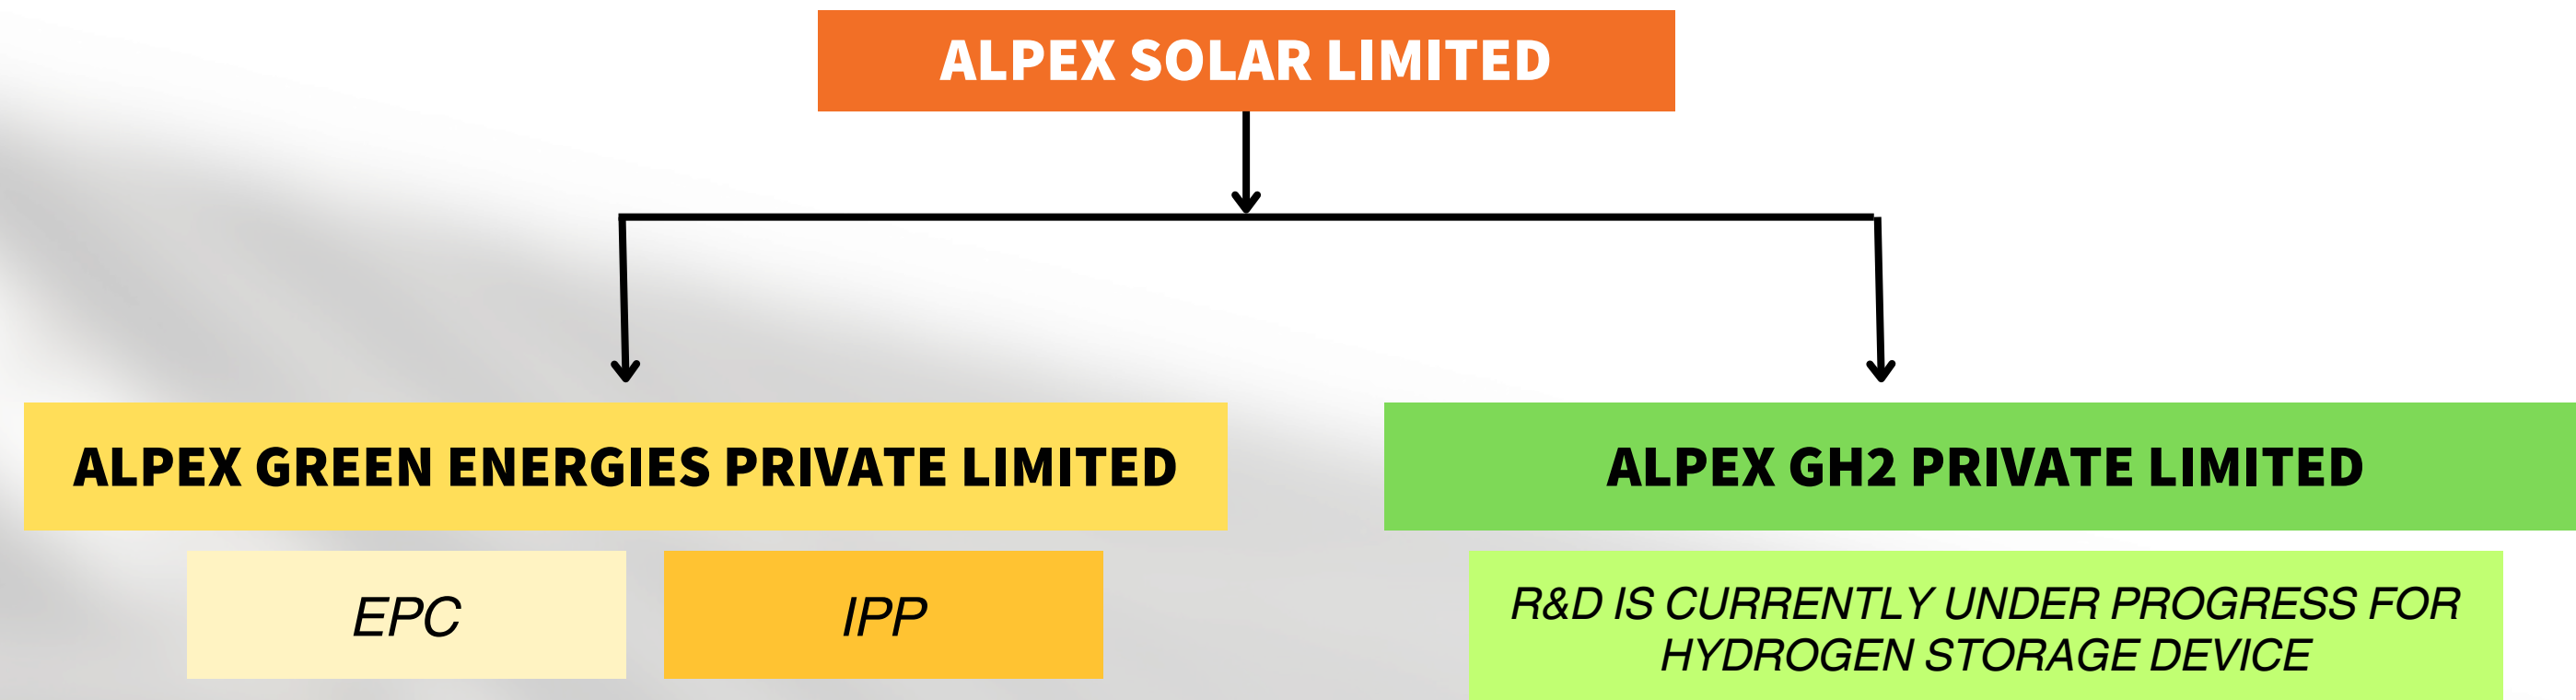 ALPEX SOLAR LIMITED
ALPEX GREEN ENERGIES PRIVATE LIMITED
EPC
IPP
ALPEX GH2 PRIVATE LIMITED
R&D IS CURRENTLY UNDER PROGRESS FOR
HYDROGEN STORAGE DEVICE